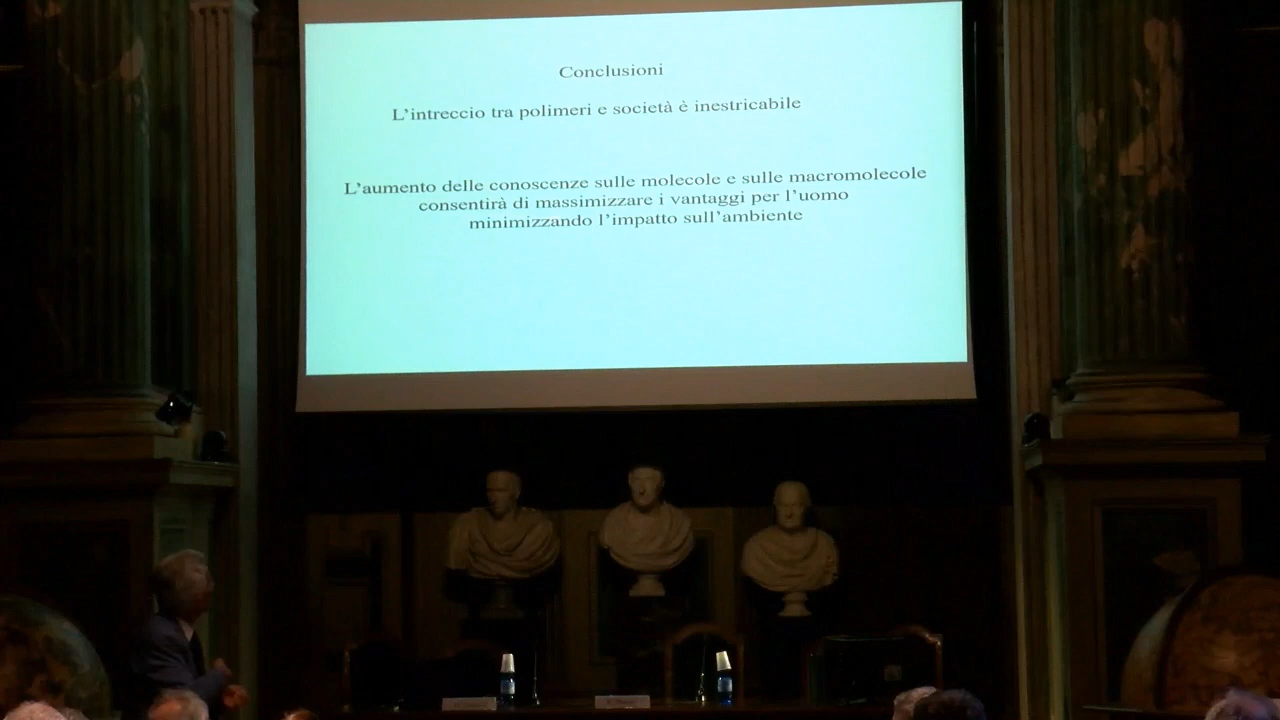 Conclusioni
L'intreccio tra polimeri e società è inestricabile
L'aumento delle conoscenze sulle molecole e sulle macromolecole
consentirà di massimizzare i vantaggi per l'uomo
minimizzando l'impatto sull'ambiente